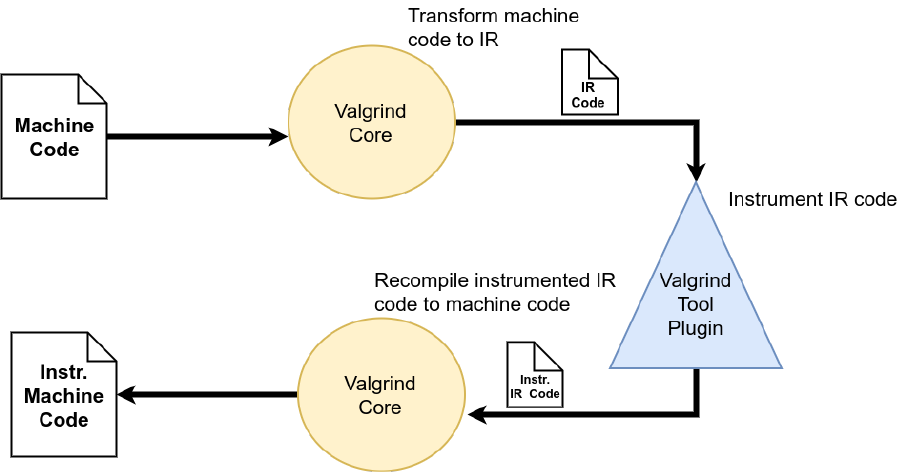 Transform machine
code to IR
IR
Code
Machine
Code
Valgrind
Core
Instrument IR code
Recompile instrumented IR
code to machine code
Valgrind
Tool
Plugin
Instr.
IR Code
Instr.
Machine
Code
Valgrind
Core